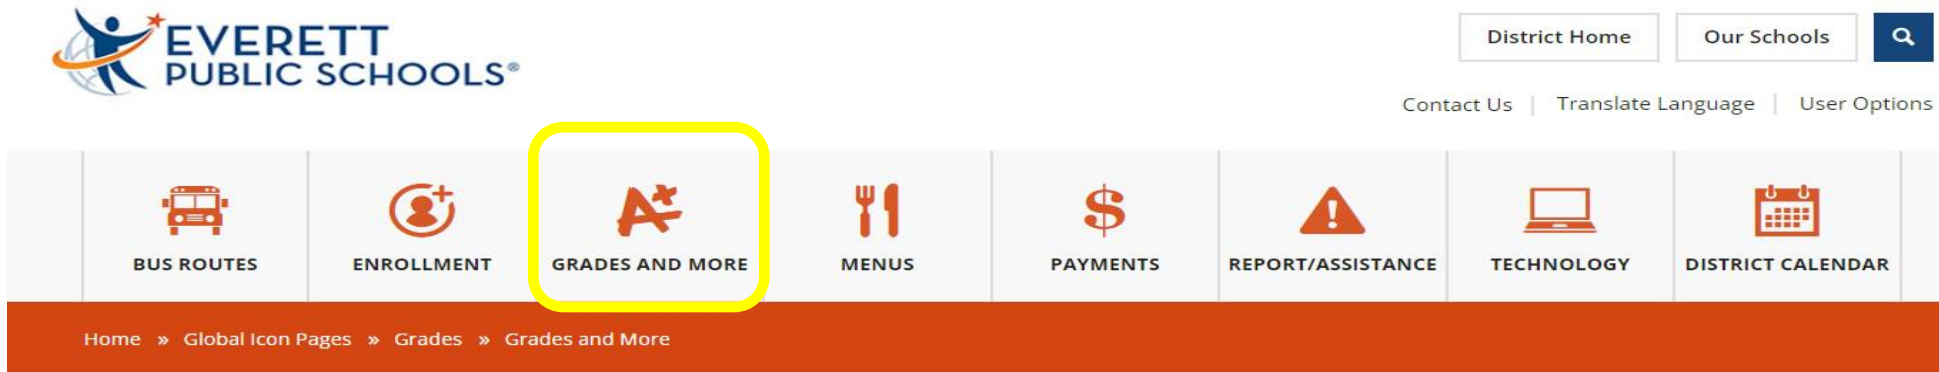 EVERETT
PUBLIC SCHOOLS®
District Home
Our Schools
Contact Us | Translate Language | User Options
BUS ROUTES
ENROLLMENT
GRADES AND MORE
MENUS
$
PAYMENTS
REPORT/ASSISTANCE
TECHNOLOGY
DISTRICT CALENDAR
Home » Global Icon Pages » Grades » Grades and More